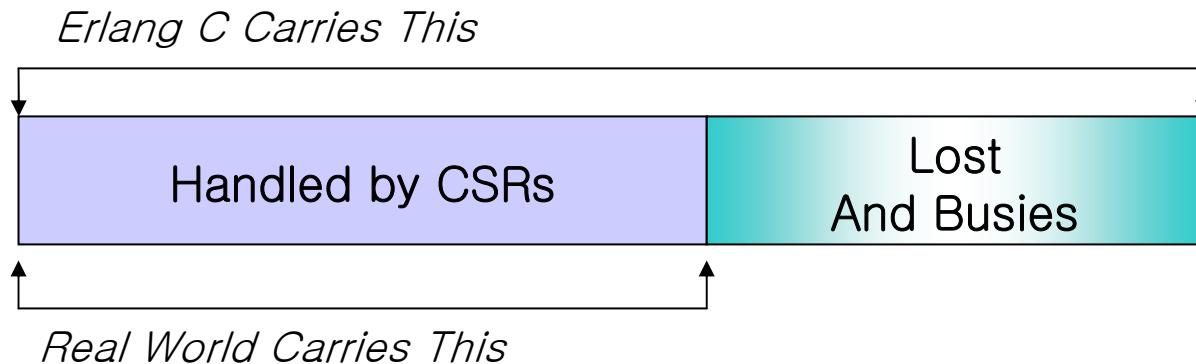 Erlang C Carries This
Handled by CSRs
Lost
And Busies
Real World Carries This